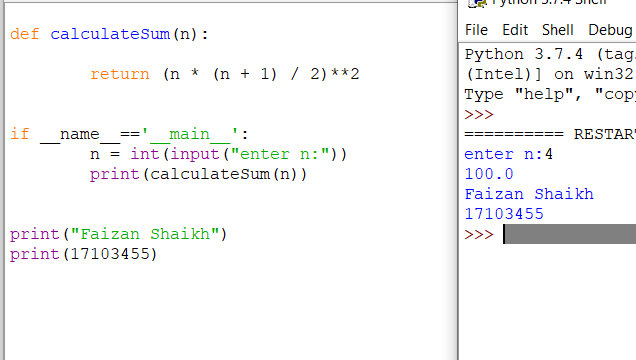 def calculateSum(n):
return (n * (n + 1) / 2)**2
if __name__=='__main__':
n = int(input("enter n:"))
print(calculateSum(n))
print("Faizan Shaikh")
print(17103455)
Python 3.7.4 Shell
File Edit Shell Debug
Python 3.7.4 (tag
(Intel)] on win32
Type "help", "copy
>>>
========== RESTART
enter n:4
100.0
Faizan Shaikh
17103455
>>>